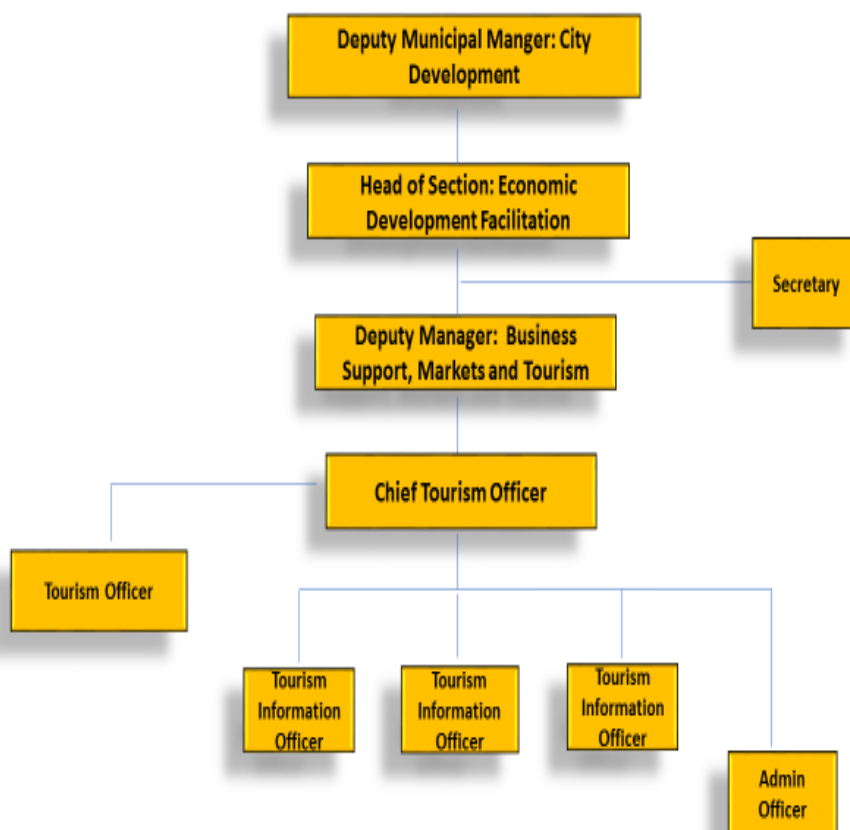 Deputy Municipal Manger: City
Development
Head of Section: Economic
Development Facilitation
Secretary
Deputy Manager: Business
Support, Markets and Tourism
Chief Tourism Officer
Tourism Officer
Tourism
Information
Officer
Tourism
Information
Officer
Tourism
Information
Officer
Admin
Officer